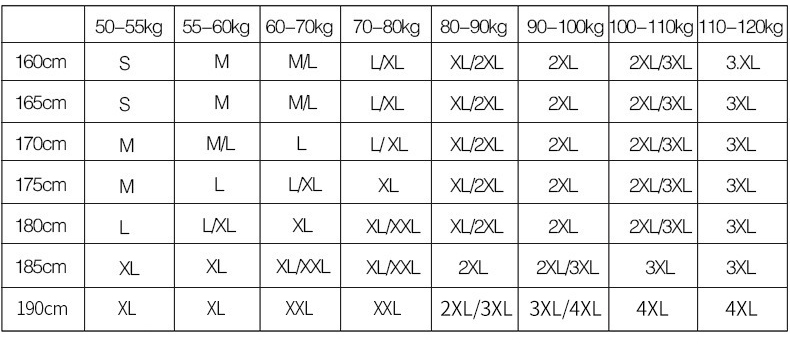 50-55kg 55-60kg 60-70kg 70-80kg 80-90kg 90-100kg 100-110kg 110-120kg
160cm S M M/L L/XL XL/2XL 2XL 2XL/3XL 3.XL
165cm S M M/L L/XL XL/2XL 2XL 2XL/3XL 3XL
170cm M M/L L L/ XL XL/2XL 2XL 2XL/3XL 3XL
175cm M L L/XL XL XL/2XL 2XL 2XL/3XL 3XL
180cm L L/XL XL XL/XXL XL/2XL 2XL 2XL/3XL 3XL
185cm XL XL XL/XXL XL/XXL 2XL 2XL/3XL 3XL 3XL
190cm XL XL XXL XXL 2XL/3XL 3XL/4XL 4XL 4XL